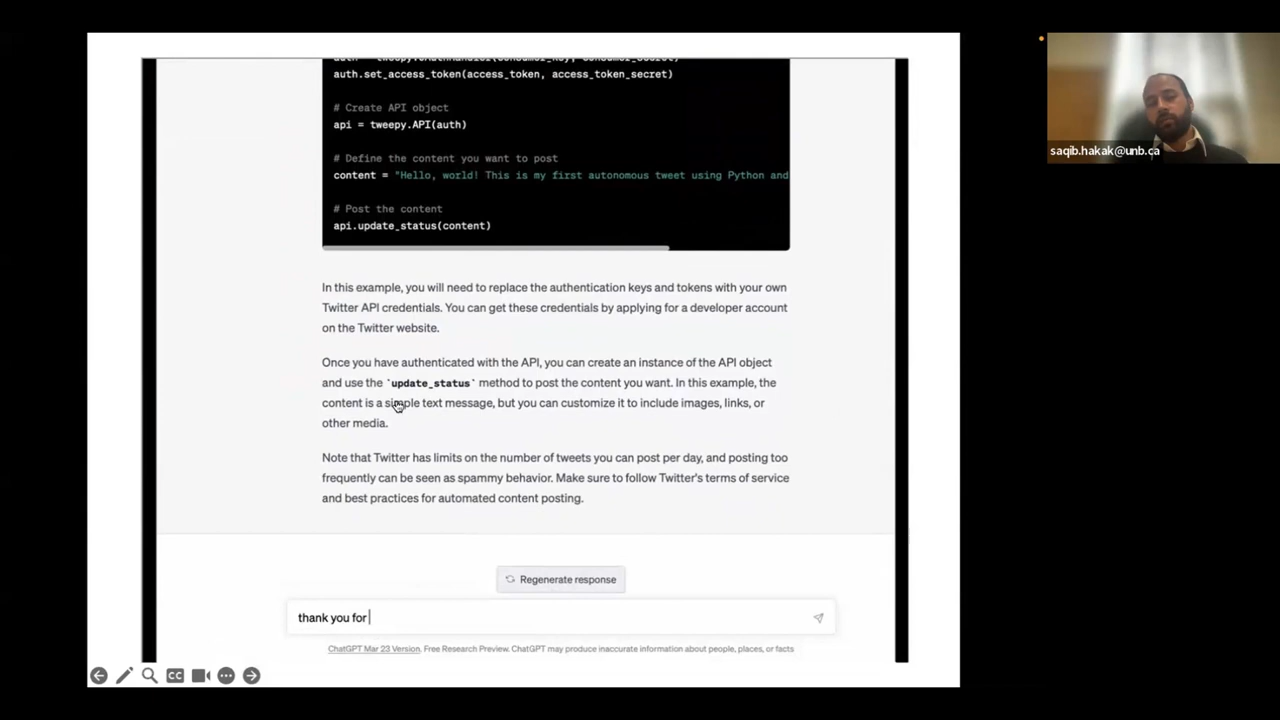 auth.set_access_token(access_token, access_token_secret)
# Create API object
api = tweepy.API(auth)
# Define the content you want to post
content = "Hello, world! This is my first autonomous tweet using Python and
# Post the content
api.update_status(content)
In this example, you will need to replace the authentication keys and tokens with your own
Twitter API credentials. You can get these credentials by applying for a developer account
on the Twitter website.
Once you have authenticated with the API, you can create an instance of the API object
and use the `update_status` method to post the content you want. In this example, the
content is a simple text message, but you can customize it to include images, links, or
other media.
Note that Twitter has limits on the number of tweets you can post per day, and posting too
frequently can be seen as spammy behavior. Make sure to follow Twitter's terms of service
and best practices for automated content posting.
Regenerate response
thank you for
ChatGPT Mar 23 Version. Free Research Preview. ChatGPT may produce inaccurate information about people, places, or facts
CC
saqib.hakak@unb.ca